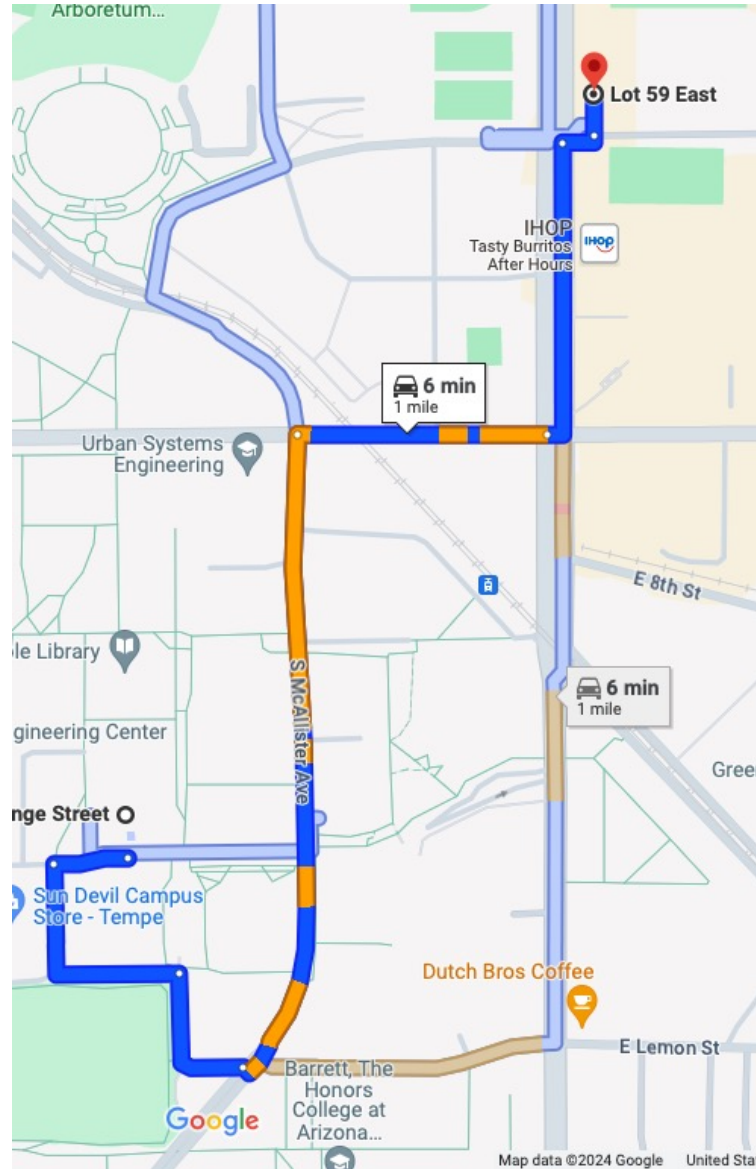 Arboretum...
Lot 59 East
IHOP
Tasty Burritos
After Hours
IHOP
6 min
1 mile
Urban Systems
Engineering
E 8th St
ole Library
S McAllister Ave
6 min
1 mile
gineering Center
Green
nge Street
Sun Devil Campus
Store - Tempe
Dutch Bros Coffee
E Lemon St
Barrett, The
Honors
College at
Arizona...
Google
Map data ©2024 Google
United Sta